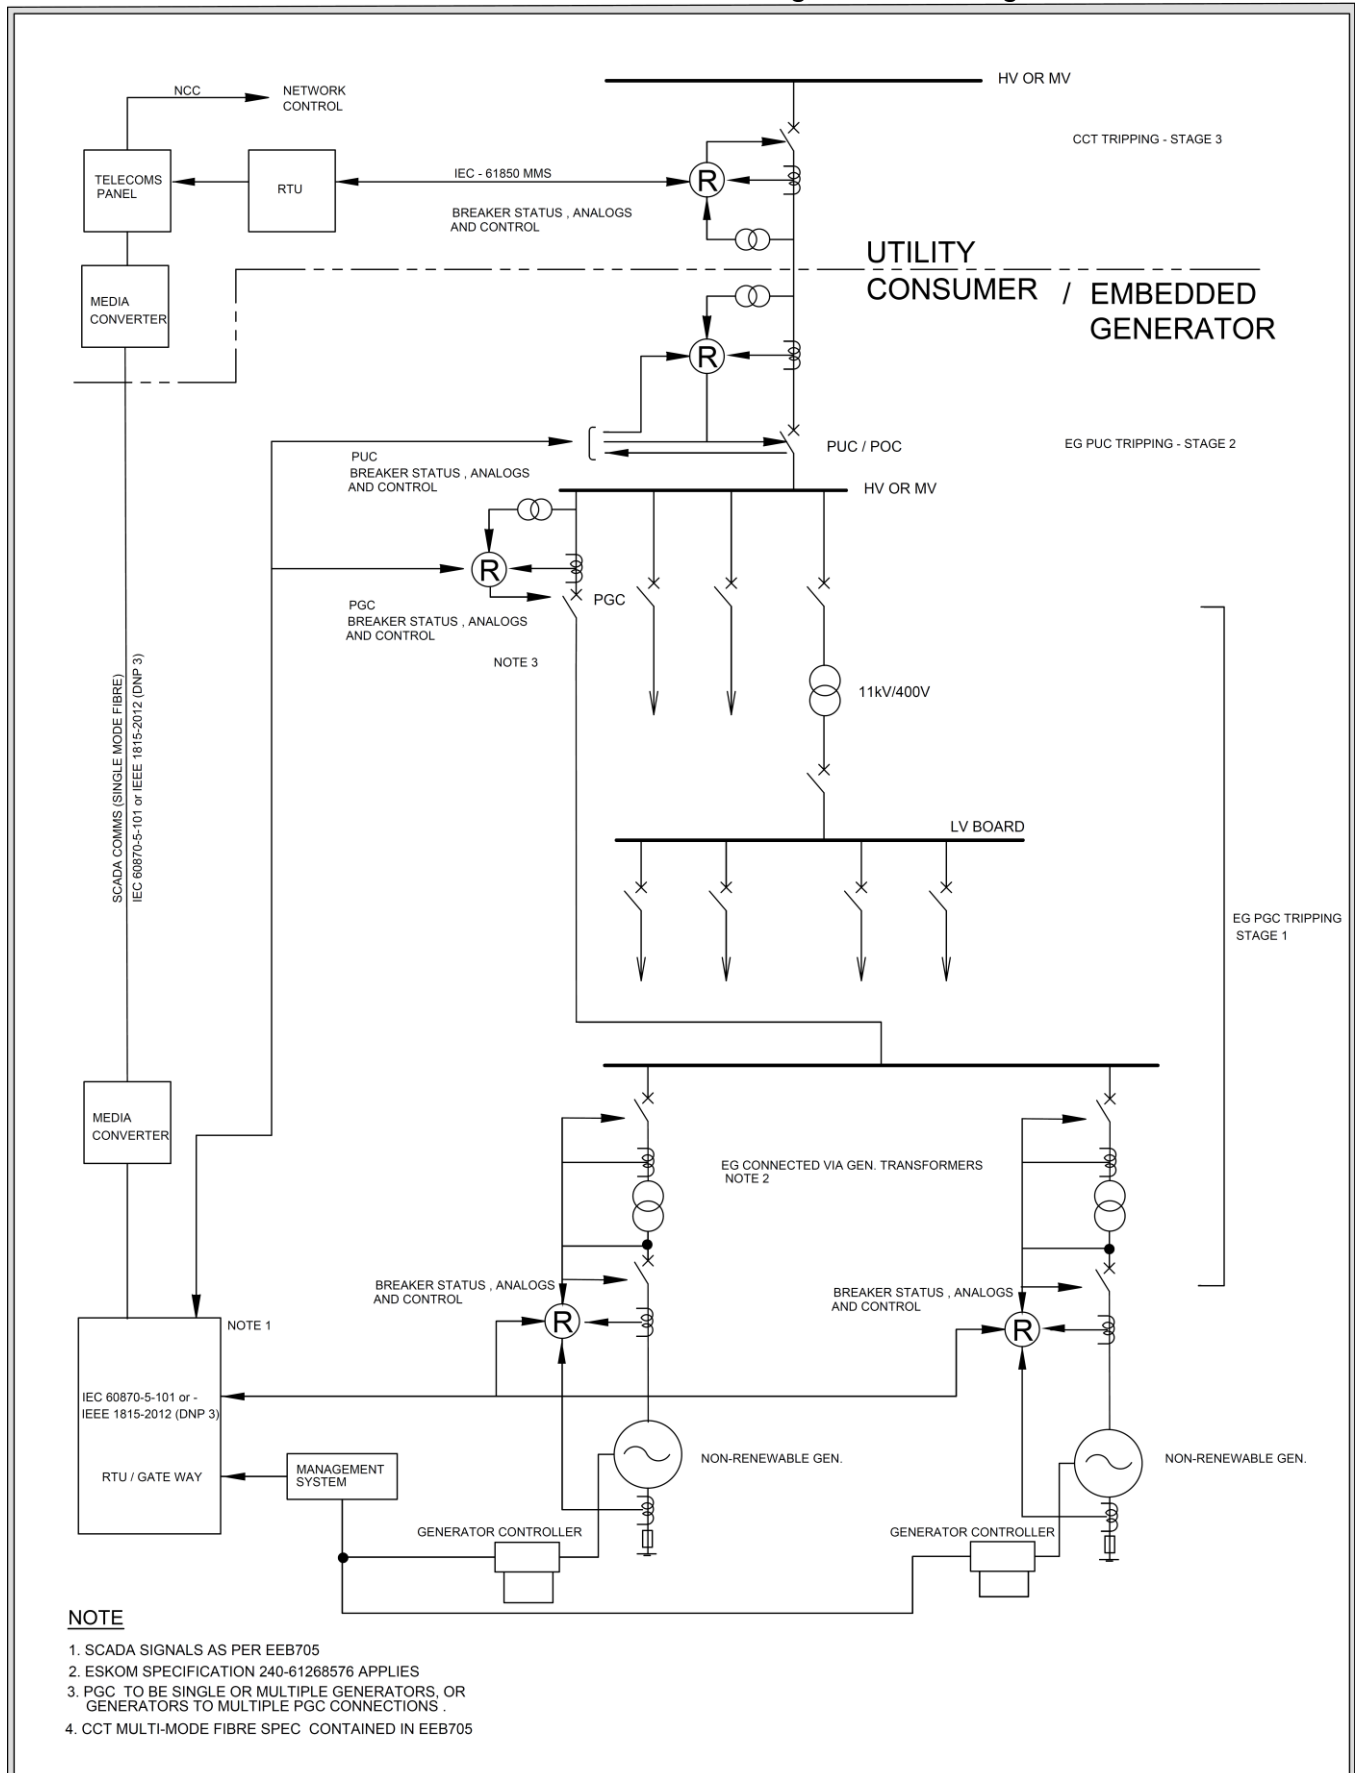 HV OR MV
NCC
NETWORK
CONTROL
CCT TRIPPING - STAGE 3
TELECOMS
PANEL
RTU
IEC - 61850 MMS
R
BREAKER STATUS , ANALOGS
AND CONTROL
UTILITY
CONSUMER / EMBEDDED
GENERATOR
MEDIA
CONVERTER
R
PUC / POC
EG PUC TRIPPING - STAGE 2
PUC
BREAKER STATUS , ANALOGS
AND CONTROL
HV OR MV
R
PGC
PGC
BREAKER STATUS , ANALOGS
AND CONTROL
NOTE 3
11kV/400V
SCADA COMMS (SINGLE MODE FIBRE)
IEC 60870-5-101 or IEEE 1815-2012 (DNP 3)
LV BOARD
EG PGC TRIPPING
STAGE 1
MEDIA
CONVERTER
EG CONNECTED VIA GEN. TRANSFORMERS
NOTE 2
BREAKER STATUS , ANALOGS
AND CONTROL
BREAKER STATUS , ANALOGS
AND CONTROL
R
R
NOTE 1
IEC 60870-5-101 or -
IEEE 1815-2012 (DNP 3)
RTU / GATE WAY
MANAGEMENT
SYSTEM
NON-RENEWABLE GEN.
NON-RENEWABLE GEN.
GENERATOR CONTROLLER
GENERATOR CONTROLLER
NOTE
1. SCADA SIGNALS AS PER EEB705
2. ESKOM SPECIFICATION 240-61268576 APPLIES
3. PGC TO BE SINGLE OR MULTIPLE GENERATORS, OR
GENERATORS TO MULTIPLE PGC CONNECTIONS .
4. CCT MULTI-MODE FIBRE SPEC CONTAINED IN EEB705